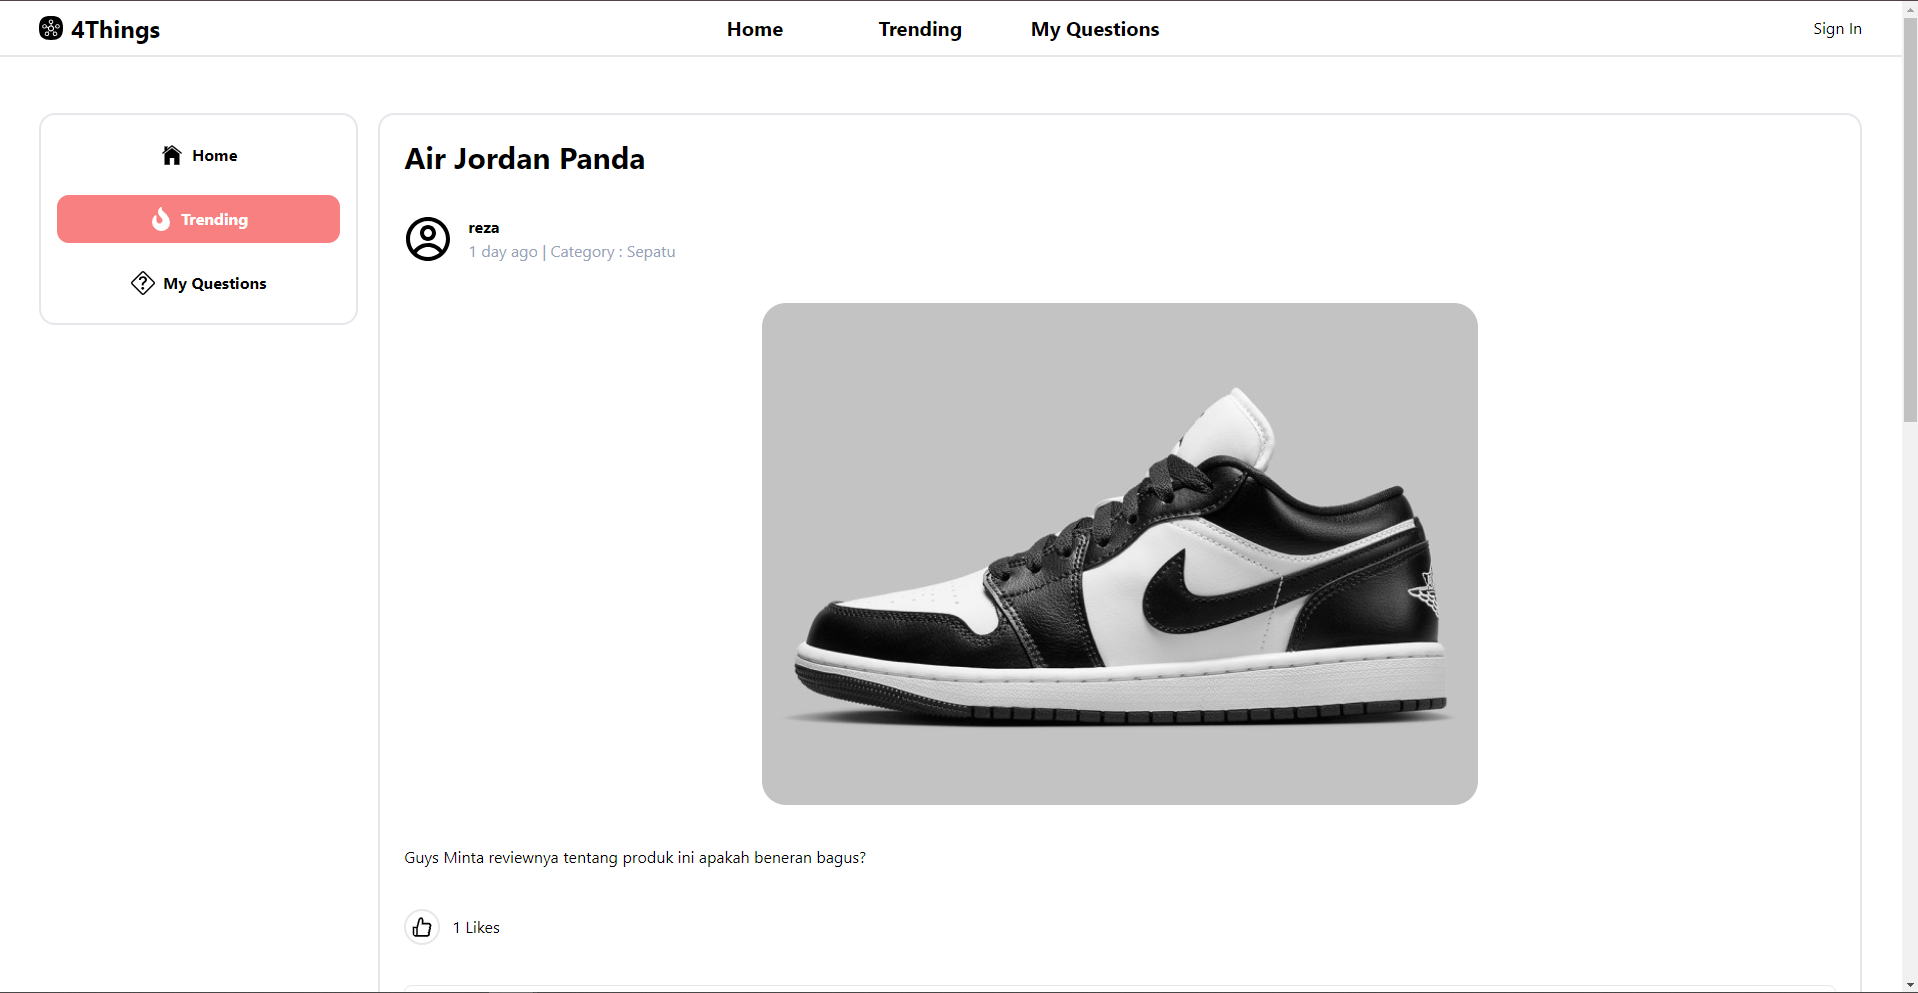 4Things
Home
Trending
My Questions
Sign In
Home
Trending
My Questions
Air Jordan Panda
reza
1 day ago | Category : Sepatu
Guys Minta reviewnya tentang produk ini apakah beneran bagus?
1 Likes